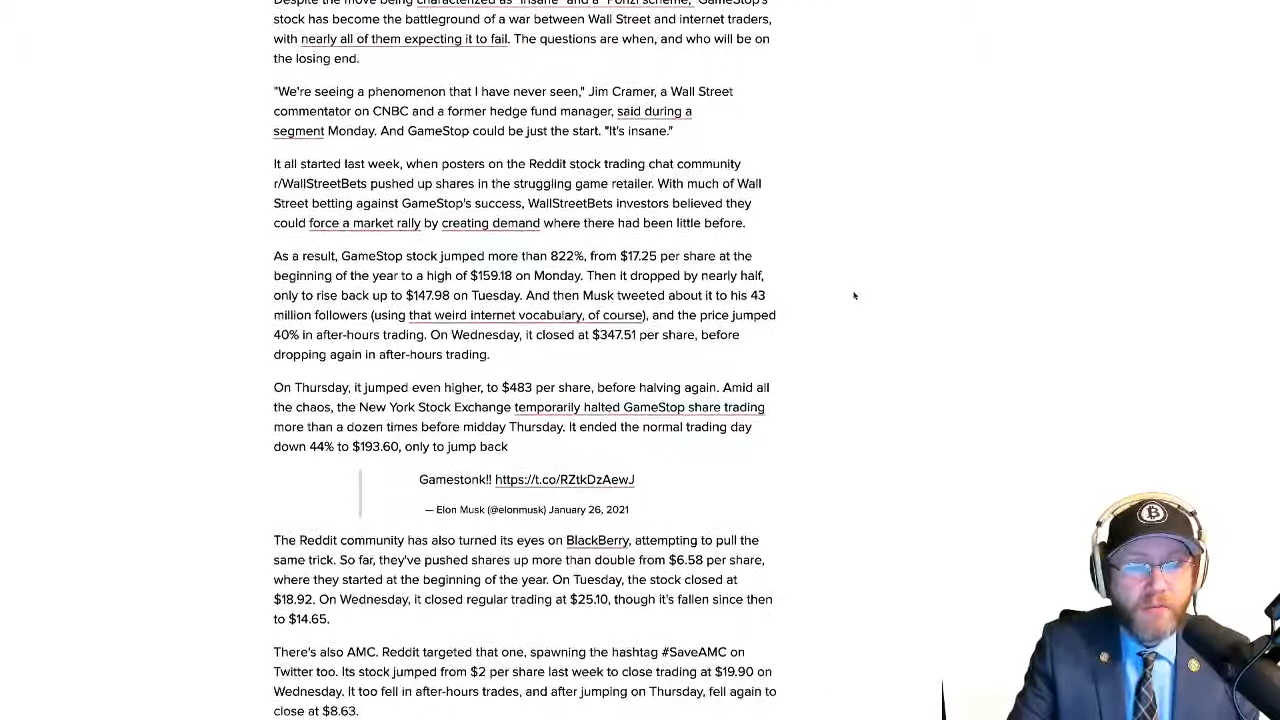 Despite the move being characterized as "insane" and a "Ponzi scheme," GameStop's
stock has become the battleground of a war between Wall Street and internet traders,
with nearly all of them expecting it to fail. The questions are when, and who will be on
the losing end.
"We're seeing a phenomenon that I have never seen," Jim Cramer, a Wall Street
commentator on CNBC and a former hedge fund manager, said during a
segment Monday. And GameStop could be just the start. "It's insane."
It all started last week, when posters on the Reddit stock trading chat community
r/WallStreetBets pushed up shares in the struggling game retailer. With much of Wall
Street betting against GameStop's success, WallStreetBets investors believed they
could force a market rally by creating demand where there had been little before.
As a result, GameStop stock jumped more than 822%, from $17.25 per share at the
beginning of the year to a high of $159.18 on Monday. Then it dropped by nearly half,
only to rise back up to $147.98 on Tuesday. And then Musk tweeted about it to his 43
million followers (using that weird internet vocabulary, of course), and the price jumped
40% in after-hours trading. On Wednesday, it closed at $347.51 per share, before
dropping again in after-hours trading.
On Thursday, it jumped even higher, to $483 per share, before halving again. Amid all
the chaos, the New York Stock Exchange temporarily halted GameStop share trading
more than a dozen times before midday Thursday. It ended the normal trading day
down 44% to $193.60, only to jump back
Gamestonk!! https://t.co/RZtkDzAewJ
— Elon Musk (@elonmusk) January 26, 2021
The Reddit community has also turned its eyes on BlackBerry, attempting to pull the
same trick. So far, they've pushed shares up more than double from $6.58 per share,
where they started at the beginning of the year. On Tuesday, the stock closed at
$18.92. On Wednesday, it closed regular trading at $25.10, though it's fallen since then
to $14.65.
There's also AMC. Reddit targeted that one, spawning the hashtag #SaveAMC on
Twitter too. Its stock jumped from $2 per share last week to close trading at $19.90 on
Wednesday. It too fell in after-hours trades, and after jumping on Thursday, fell again to
close at $8.63.